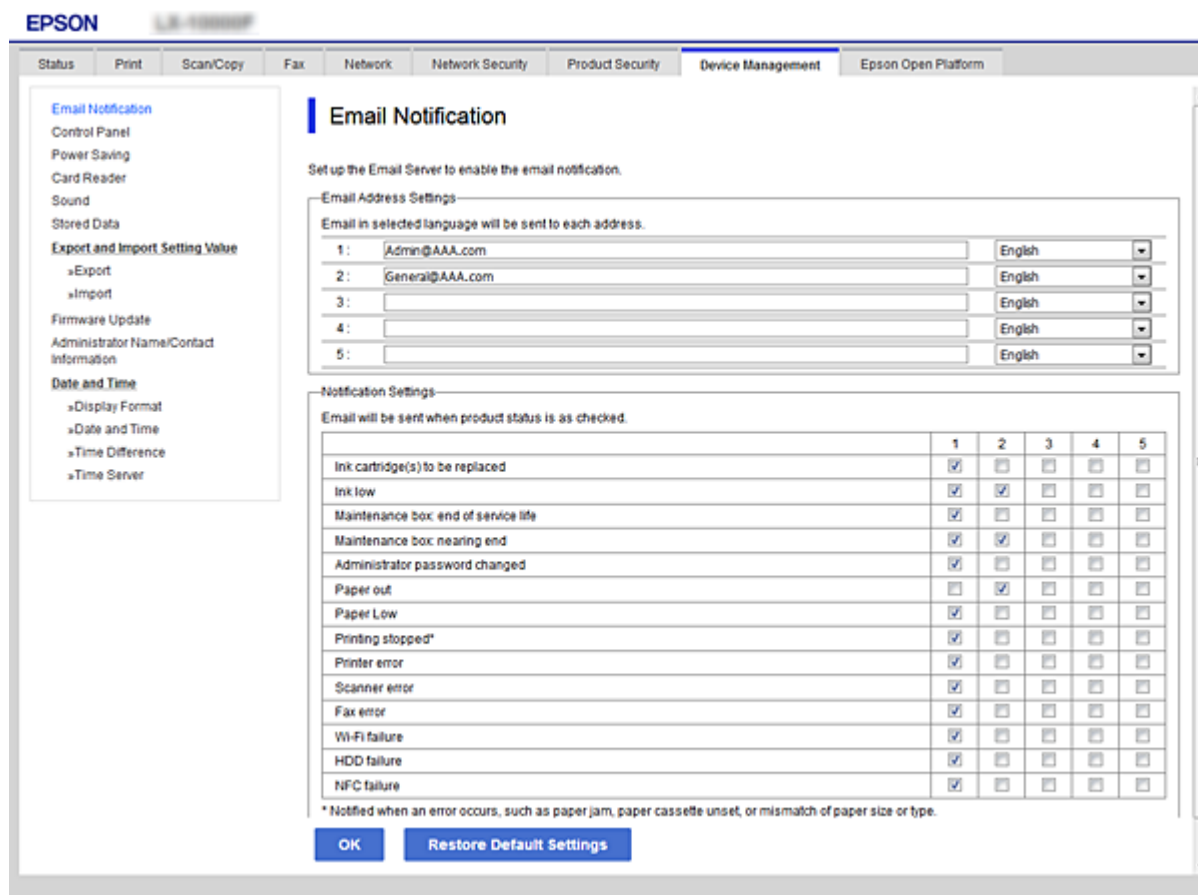 EPSON
Status Print Scan/Copy Fax Network Network Security Product Security Device Management Epson Open Platform
Email Notification
Control Panel
Power Saving
Card Reader
Sound
Stored Data
Export and Import Setting Value
»Export
»Import
Firmware Update
Administrator Name/Contact
Information
Date and Time
»Display Format
»Date and Time
»Time Difference
»Time Server
Email Notification
Set up the Email Server to enable the email notification.
Email Address Settings
Email in selected language will be sent to each address.
1: Admin@AAA.com English
2: General@AAA.com English
3: English
4: English
5: English
Notification Settings
Email will be sent when product status is as checked.
1 2 3 4 5
Ink cartridge(s) to be replaced
Ink low
Maintenance box: end of service life
Maintenance box: nearing end
Administrator password changed
Paper out
Paper Low
Printing stopped*
Printer error
Scanner error
Fax error
Wi-Fi failure
HDD failure
NFC failure
* Notified when an error occurs, such as paper jam, paper cassette unset, or mismatch of paper size or type.
OK Restore Default Settings